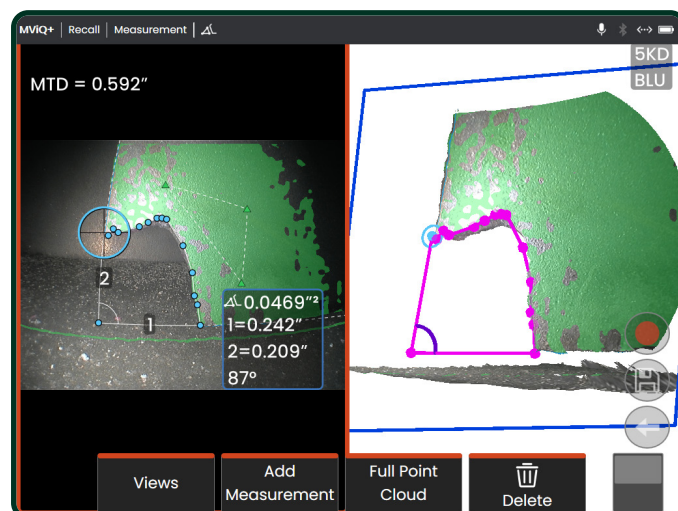 MViQ+ | Recall | Measurement |
5KD
BLU
MTD = 0.592"
2
1
0.0469"²
1=0.242"
2=0.209"
87°
Views
Add
Measurement
Full Point
Cloud
Delete